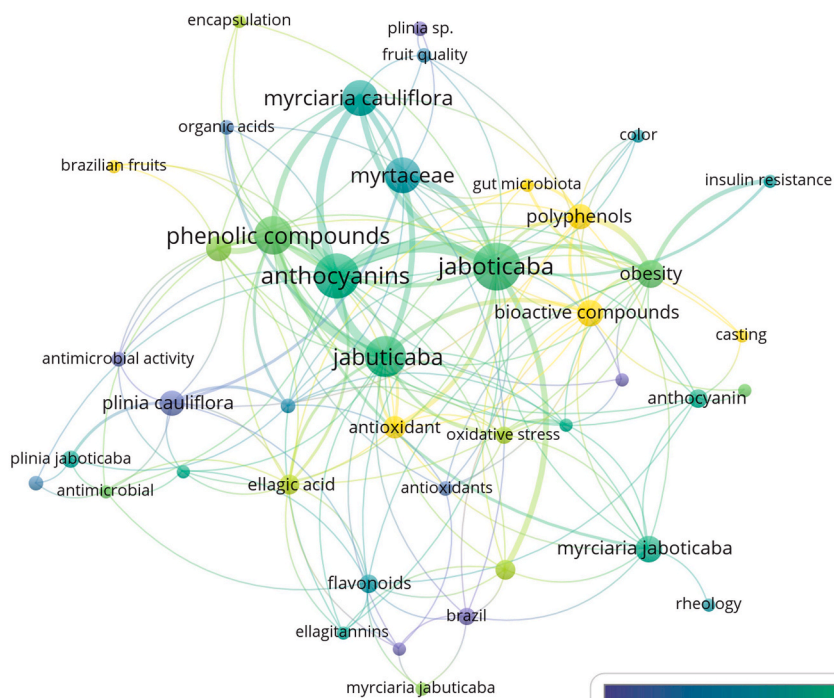 encapsulation
plinia sp.
fruit quality
myrciaria cauliflora
organic acids
color
brazilian fruits
myrtaceae
gut microbiota
insulin resistance
polyphenols
phenolic compounds
anthocyanins
jaboticaba
obesity
bioactive compounds
casting
antimicrobial activity
jabuticaba
plinia cauliflora
anthocyanin
antioxidant
oxidative stress
plinia jaboticaba
antimicrobial
ellagic acid
antioxidants
myrciaria jaboticaba
flavonoids
rheology
brazil
ellagitannins
myrciaria jabuticaba